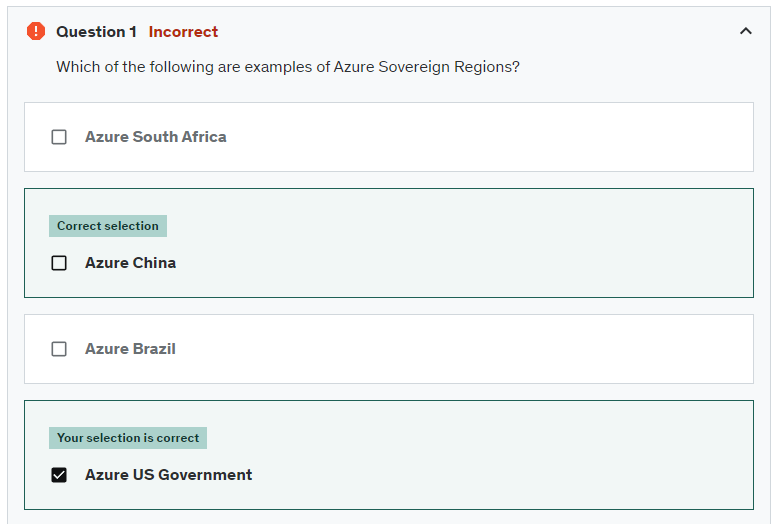 Question 1 Incorrect
Which of the following are examples of Azure Sovereign Regions?
Azure South Africa
Correct selection
Azure China
Azure Brazil
Your selection is correct
Azure US Government